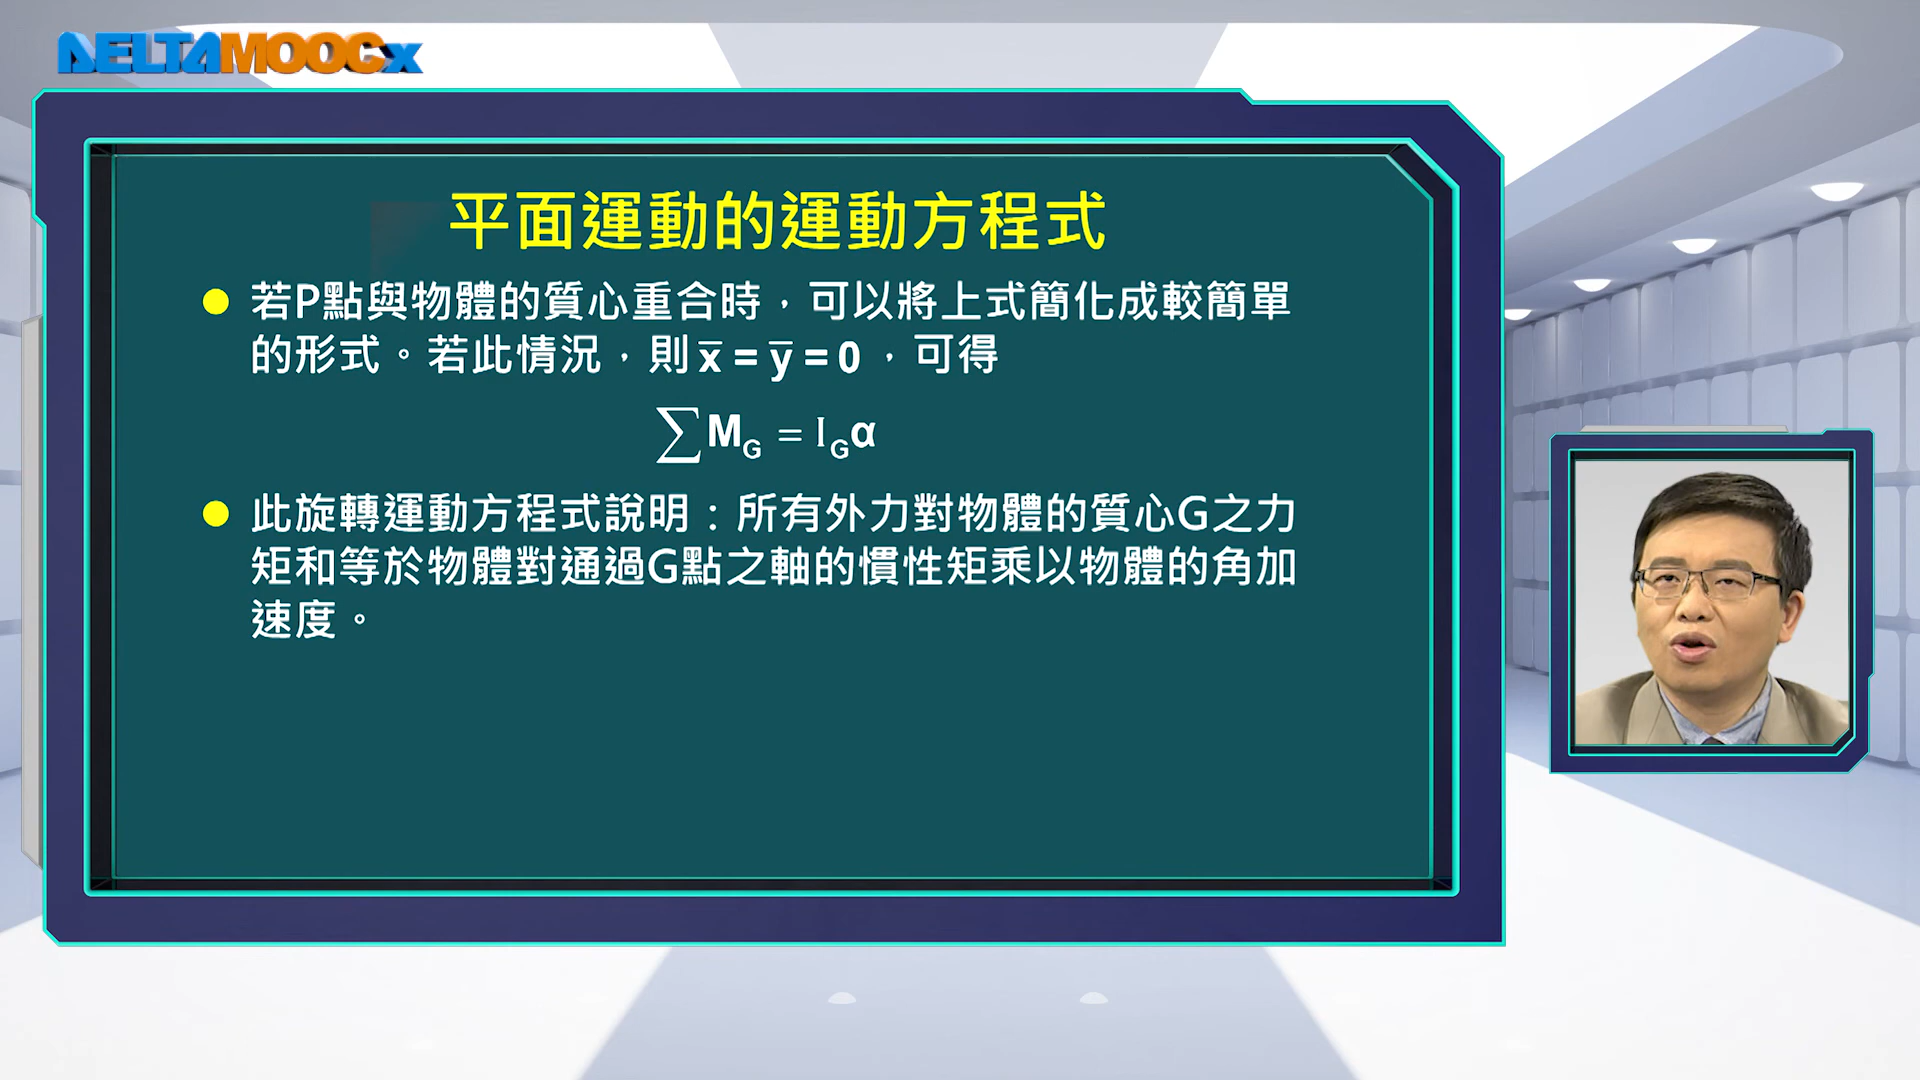 DELTAMOOCx
平面運動的運動方程式
若P點與物體的質心重合時，可以將上式簡化成較簡單
的形式。若此情況，則 x̅ = y̅ = 0 ，可得
∑M_G = I_G α
此旋轉運動方程式說明：所有外力對物體的質心G之力
矩和等於物體對通過G點之軸的慣性矩乘以物體的角加
速度。